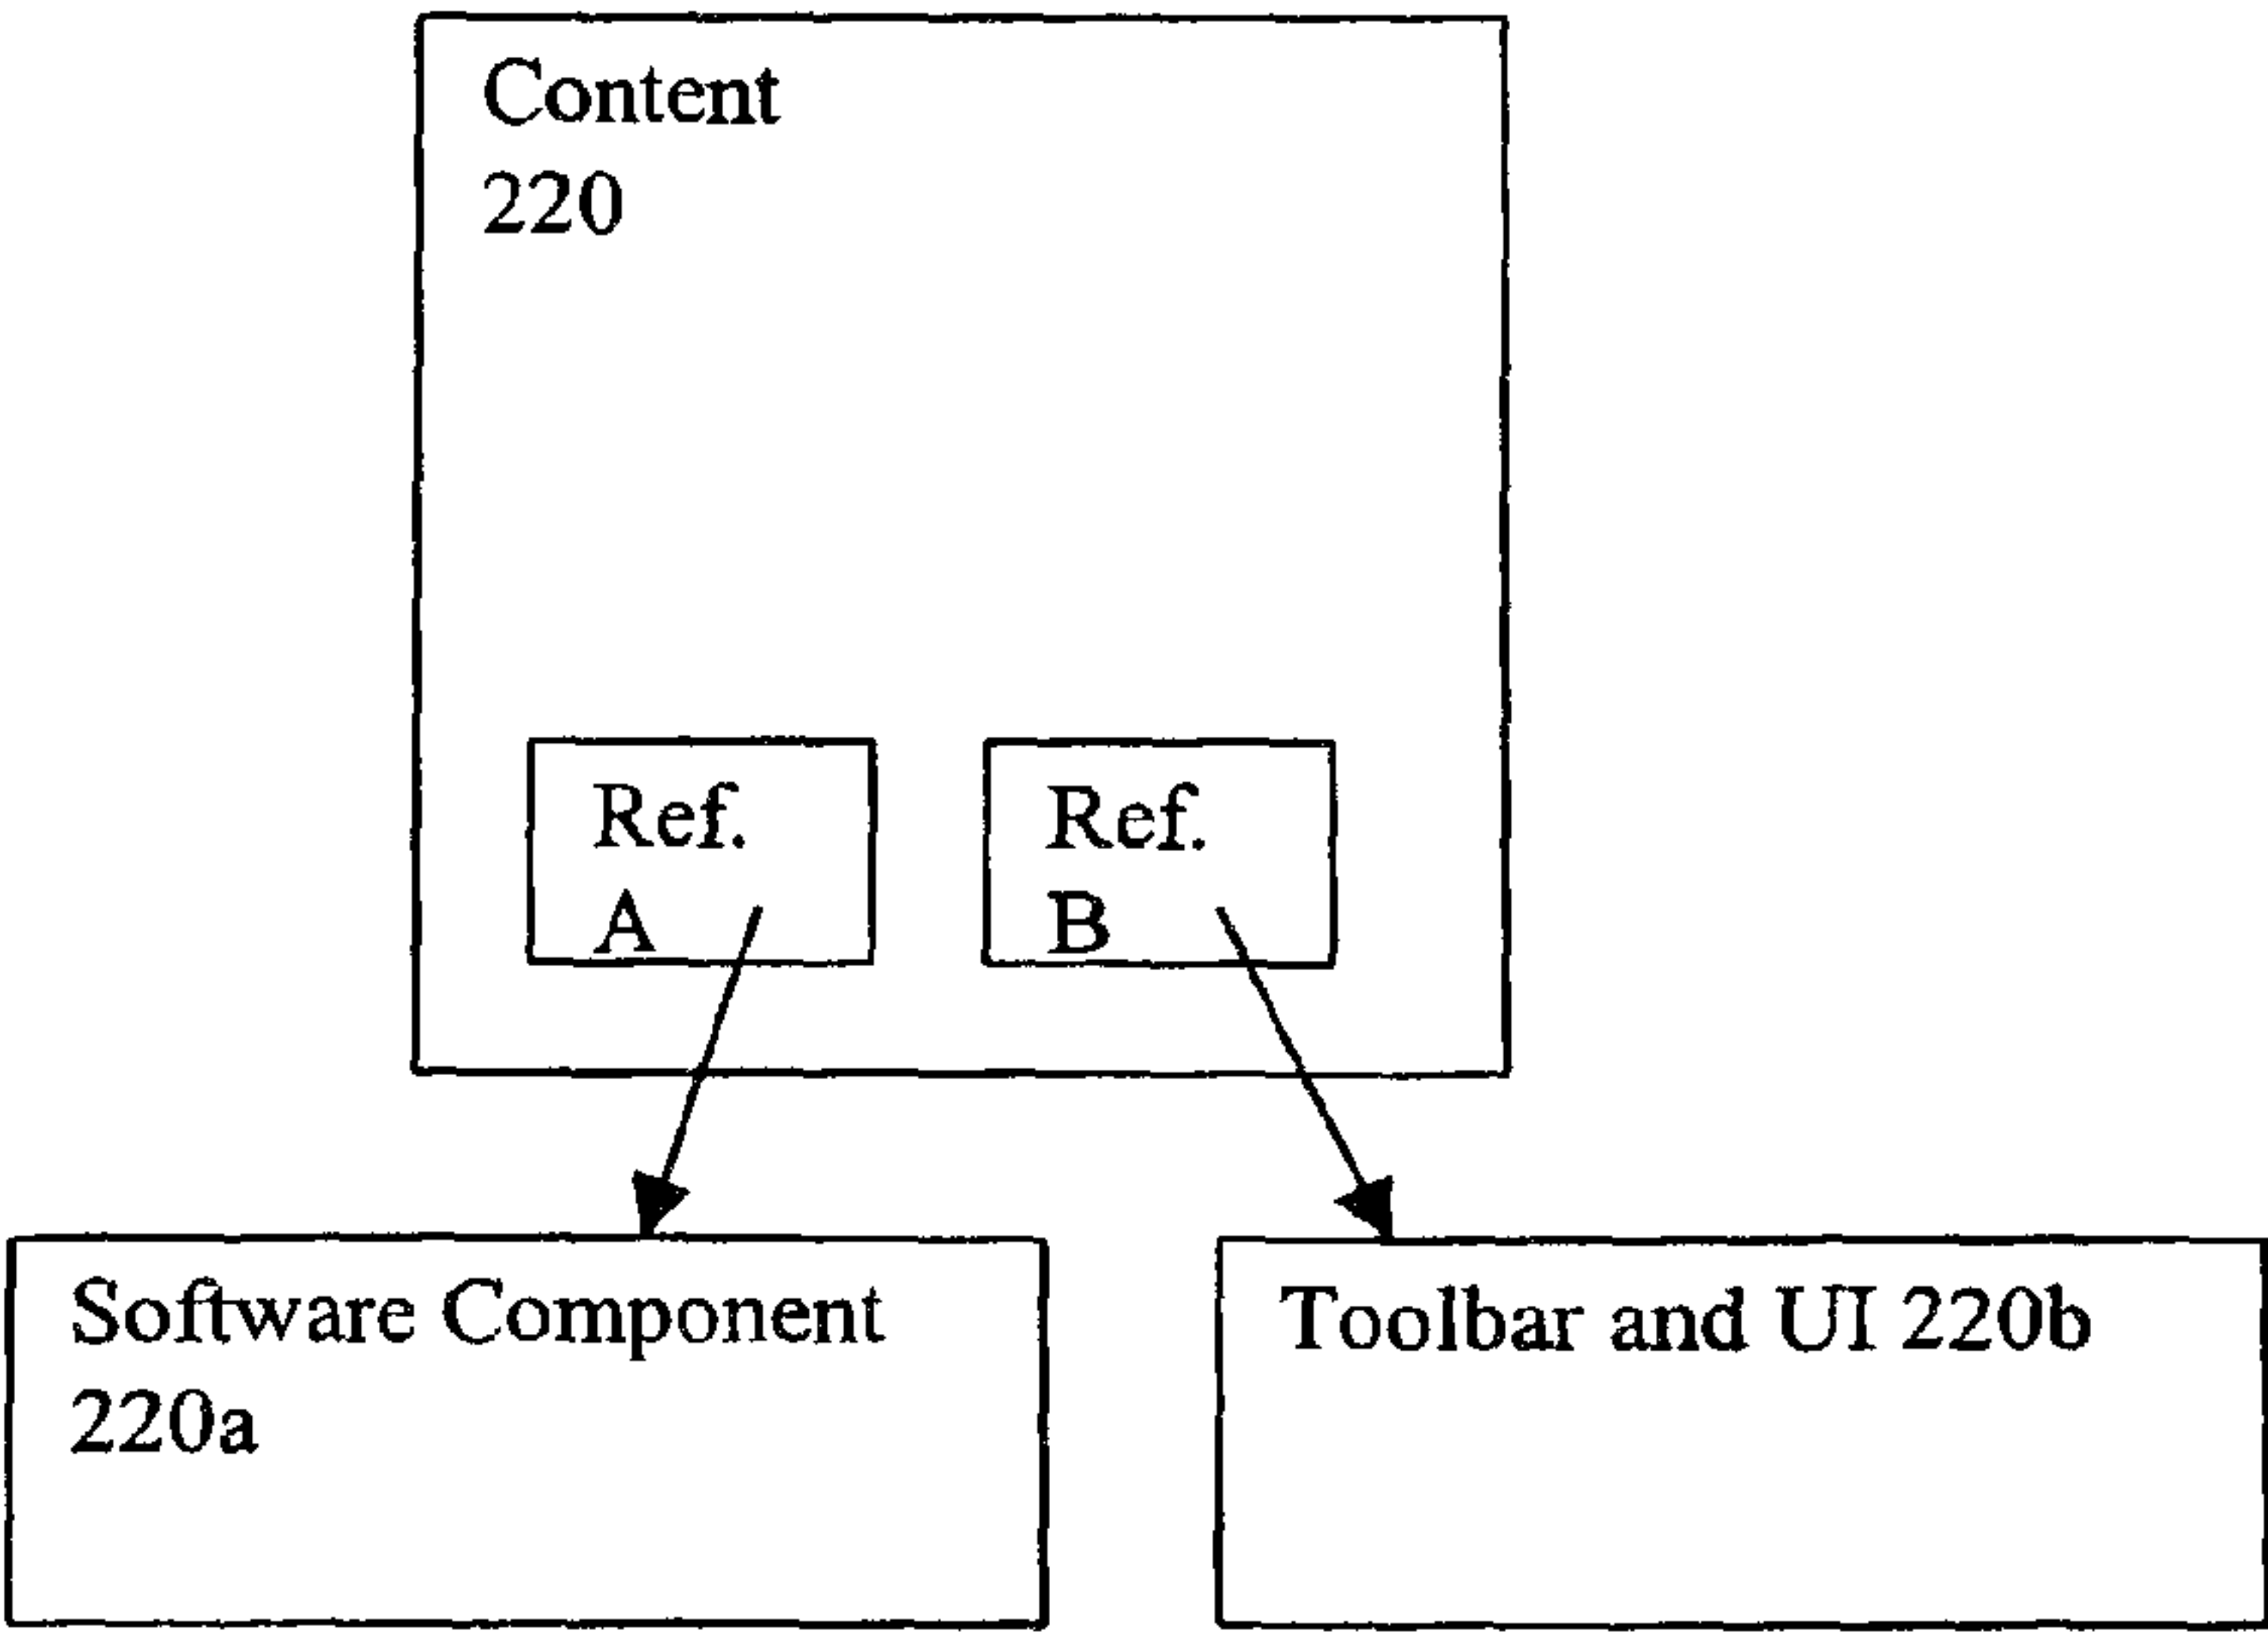 Content
220
Ref.
A
Ref.
B
Software Component
220a
Toolbar and UI 220b